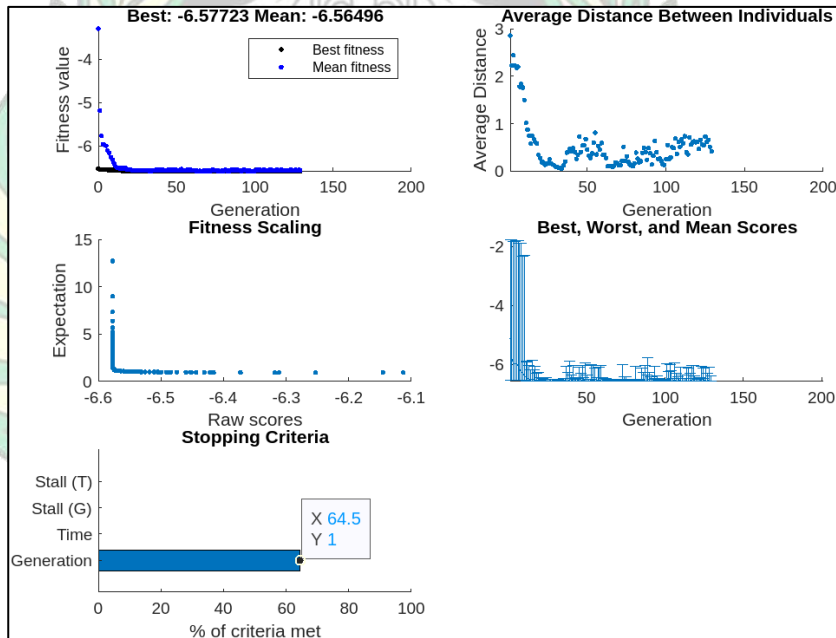 Best: -6.57723 Mean: -6.56496
Fitness value
-4
-5
-6
Best fitness
Mean fitness
0 50 100 150 200
Generation
Average Distance Between Individuals
Average Distance
3
2
1
0
50 100 150 200
Generation
Fitness Scaling
Expectation
15
10
5
0
-6.6 -6.5 -6.4 -6.3 -6.2 -6.1
Raw scores
Best, Worst, and Mean Scores
-2
-4
-6
50 100 150 200
Generation
Stopping Criteria
Stall (T)
Stall (G)
Time
Generation
X 64.5
Y 1
0 20 40 60 80 100
% of criteria met